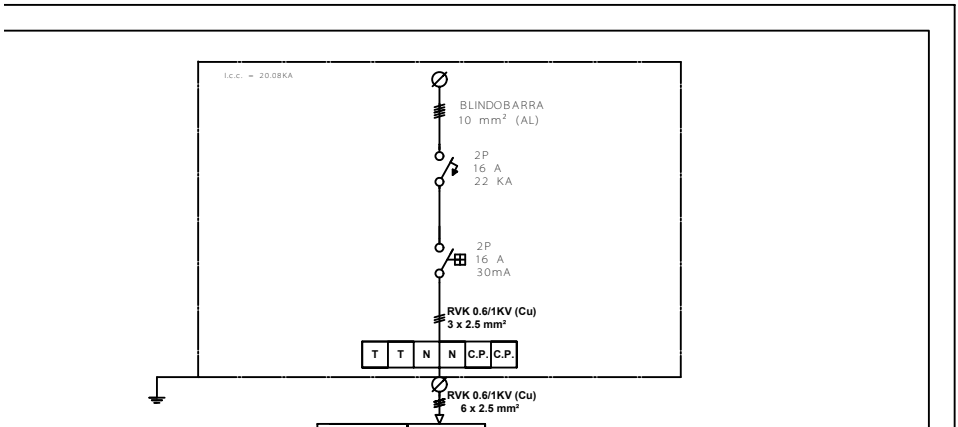 I.c.c. = 20.08KA
BLINDOBARRA
10 mm² (AL)
2P
16 A
22 KA
2P
16 A
30mA
RVK 0.6/1KV (Cu)
3 x 2.5 mm²
T T N N C.P. C.P.
RVK 0.6/1KV (Cu)
6 x 2.5 mm²